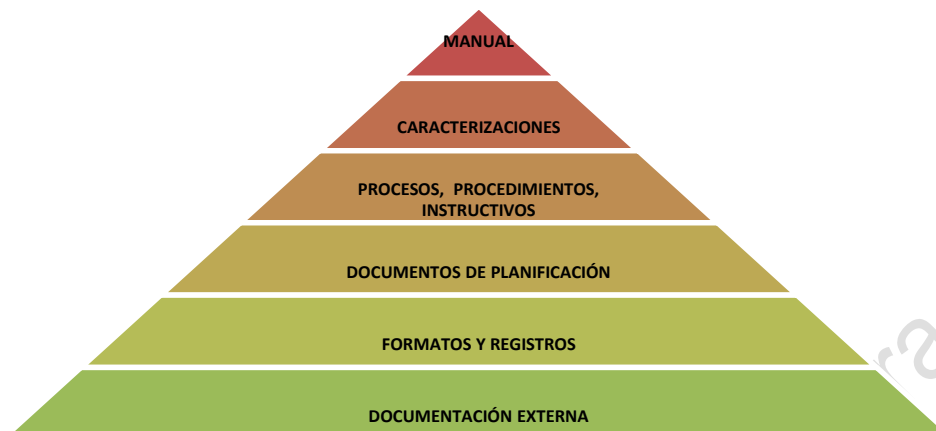 MANUAL
CARACTERIZACIONES
PROCESOS, PROCEDIMIENTOS,
INSTRUCTIVOS
DOCUMENTOS DE PLANIFICACIÓN
FORMATOS Y REGISTROS
DOCUMENTACIÓN EXTERNA